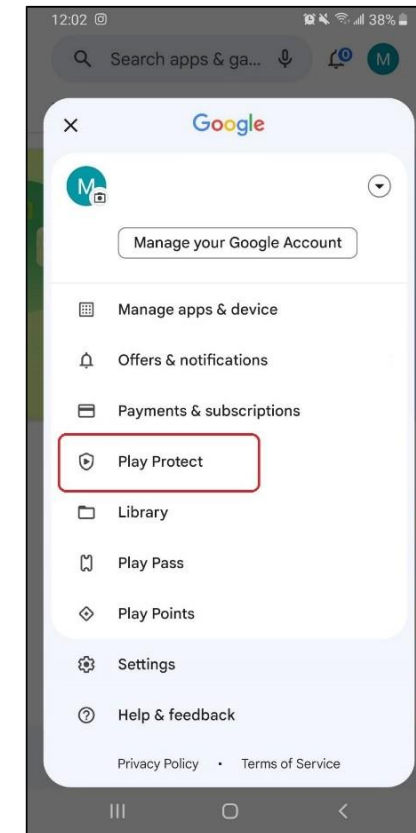 12:02 38%
Search apps & ga... M
Google
M
Manage your Google Account
Manage apps & device
Offers & notifications
Payments & subscriptions
Play Protect
Library
Play Pass
Play Points
Settings
Help & feedback
Privacy Policy • Terms of Service